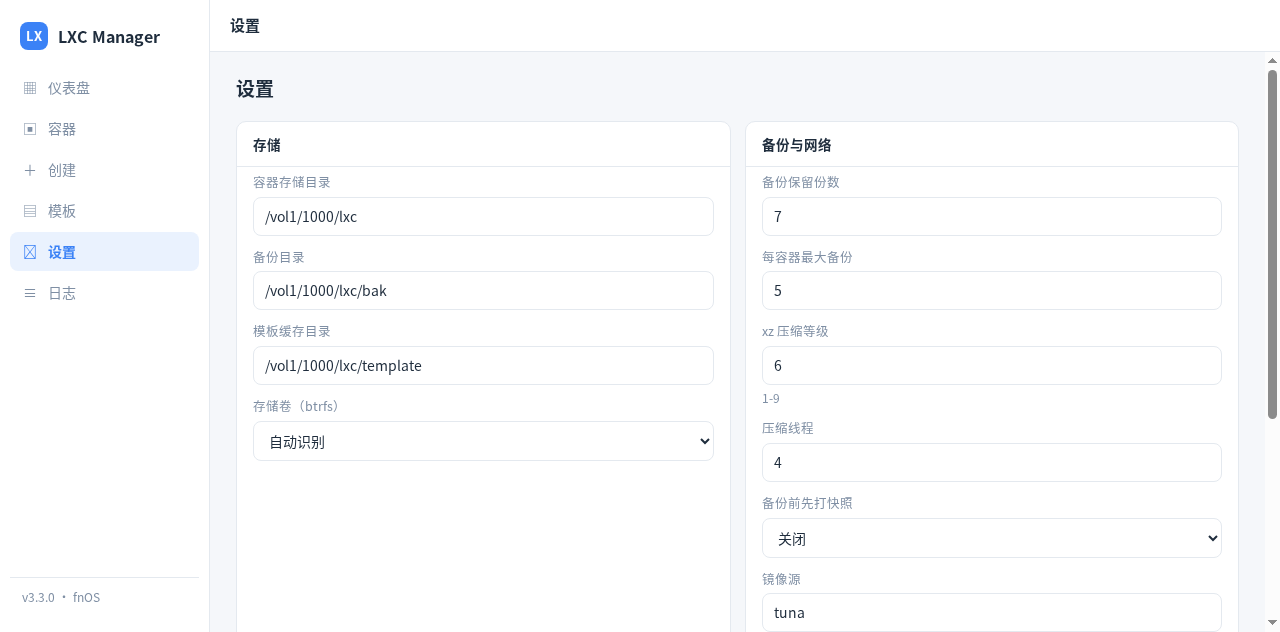 LX LXC Manager
仪表盘
容器
创建
模板
设置
日志
v3.3.0 · fnOS
设置
设置
存储
容器存储目录
/vol1/1000/lxc
备份目录
/vol1/1000/lxc/bak
模板缓存目录
/vol1/1000/lxc/template
存储卷（btrfs）
自动识别
备份与网络
备份保留份数
7
每容器最大备份
5
xz 压缩等级
6
1-9
压缩线程
4
备份前先打快照
关闭
镜像源
tuna